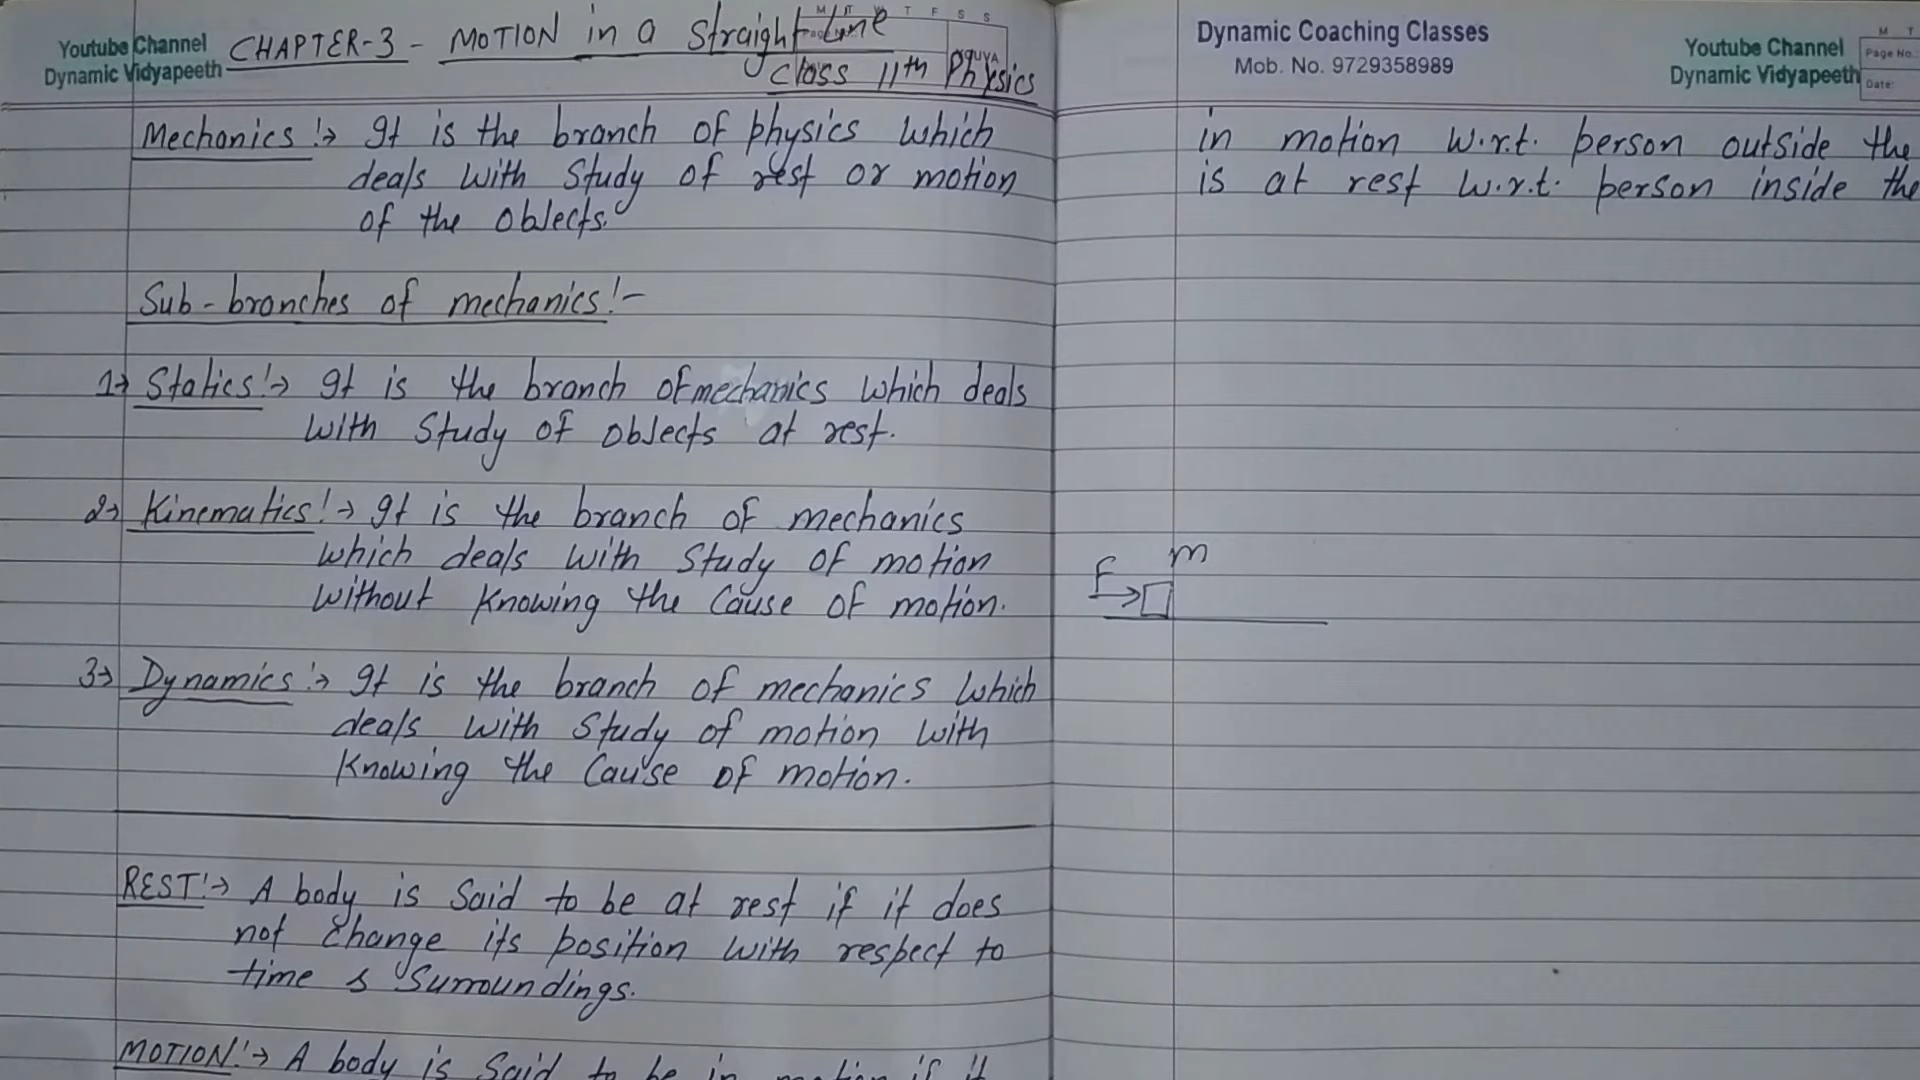 Youtube Channel
Dynamic Vidyapeeth
CHAPTER-3 - MOTION in a Straight Line
Class 11th Physics
M T W T F S S
Mechanics :→ It is the branch of physics which
deals with Study of rest or motion
of the objects.
Sub-branches of mechanics :-
1→ Statics :→ It is the branch of mechanics which deals
with Study of objects at rest.
2→ Kinematics :→ It is the branch of mechanics
which deals with Study of motion
without Knowing the Cause of motion.
3→ Dynamics :→ It is the branch of mechanics which
deals with Study of motion with
Knowing the Cause of motion.
REST :→ A body is Said to be at rest if it does
not Change its position with respect to
time & Surroundings.
MOTION :→ A body is Said to be in motion if it
Dynamic Coaching Classes
Mob. No. 9729358989
Youtube Channel
Dynamic Vidyapeeth
M T
Page No.:
Date:
in motion w.r.t. person outside the
is at rest w.r.t. person inside the
F
m